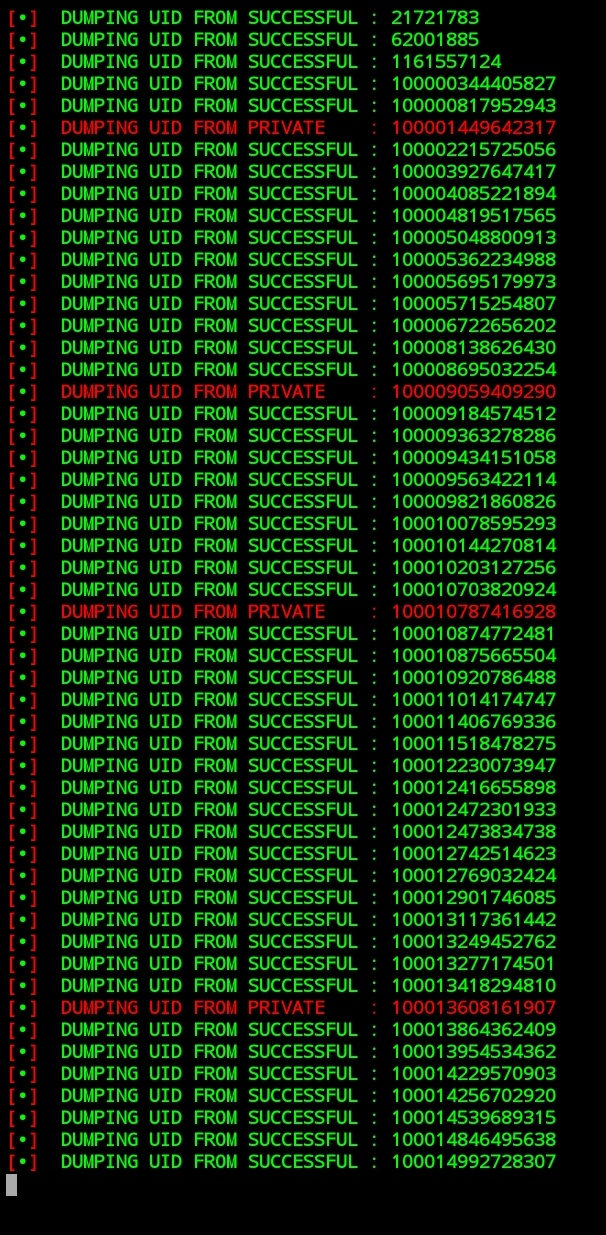 [•] DUMPING UID FROM SUCCESSFUL : 21721783
[•] DUMPING UID FROM SUCCESSFUL : 62001885
[•] DUMPING UID FROM SUCCESSFUL : 1161557124
[•] DUMPING UID FROM SUCCESSFUL : 100000344405827
[•] DUMPING UID FROM SUCCESSFUL : 100000817952943
[•] DUMPING UID FROM PRIVATE : 100001449642317
[•] DUMPING UID FROM SUCCESSFUL : 100002215725056
[•] DUMPING UID FROM SUCCESSFUL : 100003927647417
[•] DUMPING UID FROM SUCCESSFUL : 100004085221894
[•] DUMPING UID FROM SUCCESSFUL : 100004819517565
[•] DUMPING UID FROM SUCCESSFUL : 100005048800913
[•] DUMPING UID FROM SUCCESSFUL : 100005362234988
[•] DUMPING UID FROM SUCCESSFUL : 100005695179973
[•] DUMPING UID FROM SUCCESSFUL : 100005715254807
[•] DUMPING UID FROM SUCCESSFUL : 100006722656202
[•] DUMPING UID FROM SUCCESSFUL : 100008138626430
[•] DUMPING UID FROM SUCCESSFUL : 100008695032254
[•] DUMPING UID FROM PRIVATE : 100009059409290
[•] DUMPING UID FROM SUCCESSFUL : 100009184574512
[•] DUMPING UID FROM SUCCESSFUL : 100009363278286
[•] DUMPING UID FROM SUCCESSFUL : 100009434151058
[•] DUMPING UID FROM SUCCESSFUL : 100009563422114
[•] DUMPING UID FROM SUCCESSFUL : 100009821860826
[•] DUMPING UID FROM SUCCESSFUL : 100010078595293
[•] DUMPING UID FROM SUCCESSFUL : 100010144270814
[•] DUMPING UID FROM SUCCESSFUL : 100010203127256
[•] DUMPING UID FROM SUCCESSFUL : 100010703820924
[•] DUMPING UID FROM PRIVATE : 100010787416928
[•] DUMPING UID FROM SUCCESSFUL : 100010874772481
[•] DUMPING UID FROM SUCCESSFUL : 100010875665504
[•] DUMPING UID FROM SUCCESSFUL : 100010920786488
[•] DUMPING UID FROM SUCCESSFUL : 100011014174747
[•] DUMPING UID FROM SUCCESSFUL : 100011406769336
[•] DUMPING UID FROM SUCCESSFUL : 100011518478275
[•] DUMPING UID FROM SUCCESSFUL : 100012230073947
[•] DUMPING UID FROM SUCCESSFUL : 100012416655898
[•] DUMPING UID FROM SUCCESSFUL : 100012472301933
[•] DUMPING UID FROM SUCCESSFUL : 100012473834738
[•] DUMPING UID FROM SUCCESSFUL : 100012742514623
[•] DUMPING UID FROM SUCCESSFUL : 100012769032424
[•] DUMPING UID FROM SUCCESSFUL : 100012901746085
[•] DUMPING UID FROM SUCCESSFUL : 100013117361442
[•] DUMPING UID FROM SUCCESSFUL : 100013249452762
[•] DUMPING UID FROM SUCCESSFUL : 100013277174501
[•] DUMPING UID FROM SUCCESSFUL : 100013418294810
[•] DUMPING UID FROM PRIVATE : 100013608161907
[•] DUMPING UID FROM SUCCESSFUL : 100013864362409
[•] DUMPING UID FROM SUCCESSFUL : 100013954534362
[•] DUMPING UID FROM SUCCESSFUL : 100014229570903
[•] DUMPING UID FROM SUCCESSFUL : 100014256702920
[•] DUMPING UID FROM SUCCESSFUL : 100014539689315
[•] DUMPING UID FROM SUCCESSFUL : 100014846495638
[•] DUMPING UID FROM SUCCESSFUL : 100014992728307